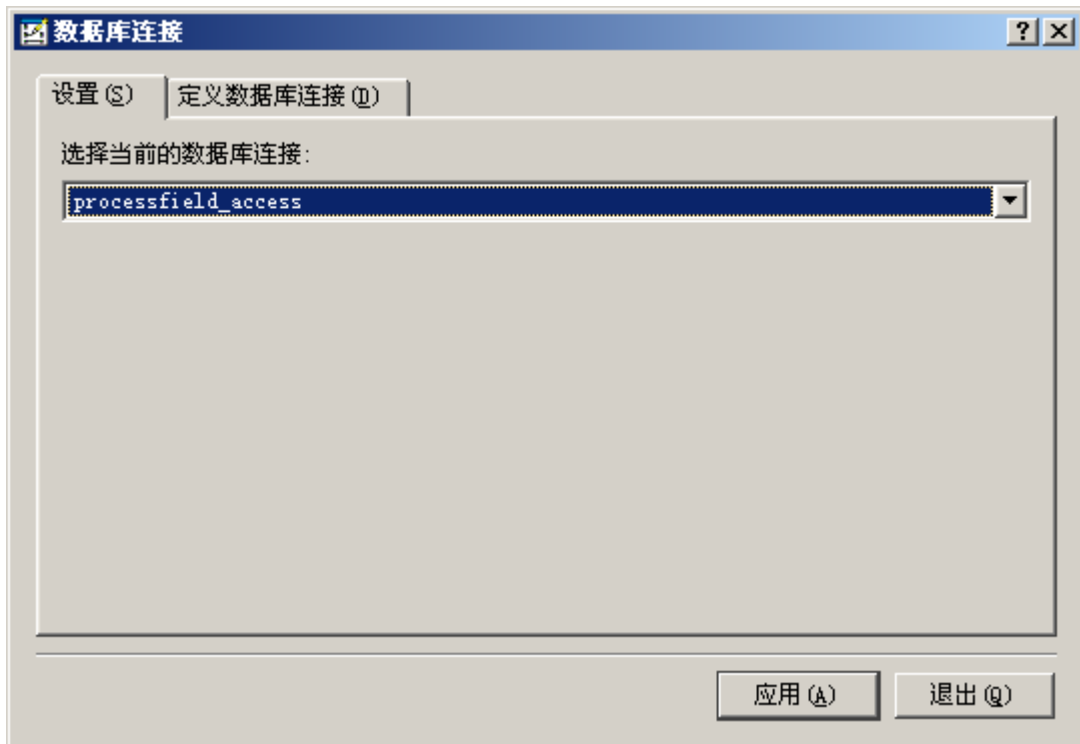 数据库连接
设置(S) 定义数据库连接(D)
选择当前的数据库连接:
processfield_access
应用(A) 退出(Q)